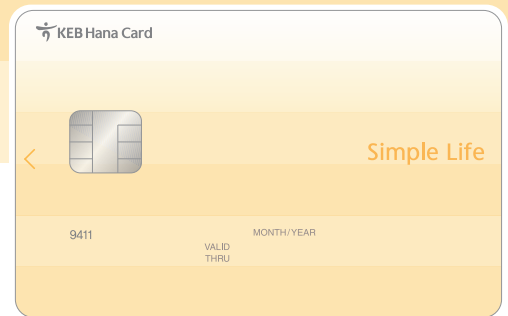 KEB Hana Card
Simple Life
9411
MONTH/YEAR
VALID
THRU